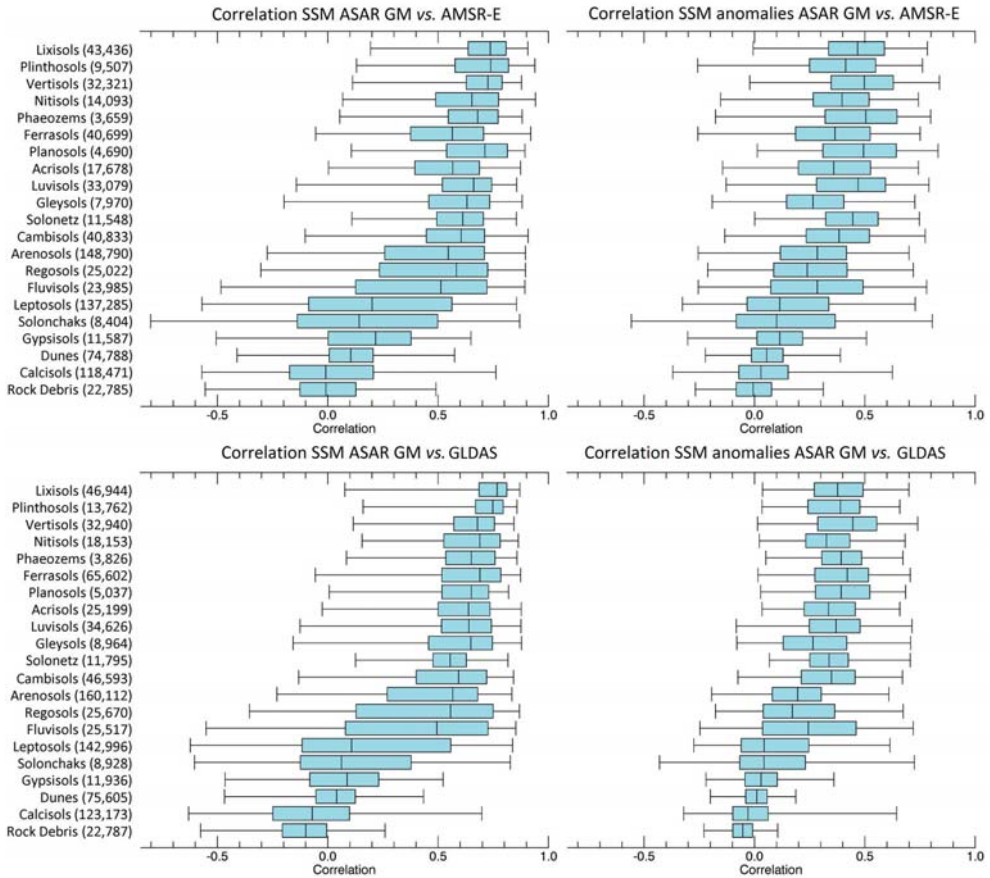 Correlation SSM ASAR GM vs. AMSR-E
Correlation SSM anomalies ASAR GM vs. AMSR-E
Lixisols (43,436)
Plinthosols (9,507)
Vertisols (32,321)
Nitisols (14,093)
Phaeozems (3,659)
Ferrasols (40,699)
Planosols (4,690)
Acrisols (17,678)
Luvisols (33,079)
Gleysols (7,970)
Solonetz (11,548)
Cambisols (40,833)
Arenosols (148,790)
Regosols (25,022)
Fluvisols (23,985)
Leptosols (137,285)
Solonchaks (8,404)
Gypsisols (11,587)
Dunes (74,788)
Calcisols (118,471)
Rock Debris (22,785)
-0.5 0.0 0.5 1.0
Correlation
-0.5 0.0 0.5 1.0
Correlation
Correlation SSM ASAR GM vs. GLDAS
Correlation SSM anomalies ASAR GM vs. GLDAS
Lixisols (46,944)
Plinthosols (13,762)
Vertisols (32,940)
Nitisols (18,153)
Phaeozems (3,826)
Ferrasols (65,602)
Planosols (5,037)
Acrisols (25,199)
Luvisols (34,626)
Gleysols (8,964)
Solonetz (11,795)
Cambisols (46,593)
Arenosols (160,112)
Regosols (25,670)
Fluvisols (25,517)
Leptosols (142,996)
Solonchaks (8,928)
Gypsisols (11,936)
Dunes (75,605)
Calcisols (123,173)
Rock Debris (22,787)
-0.5 0.0 0.5 1.0
Correlation
-0.5 0.0 0.5 1.0
Correlation